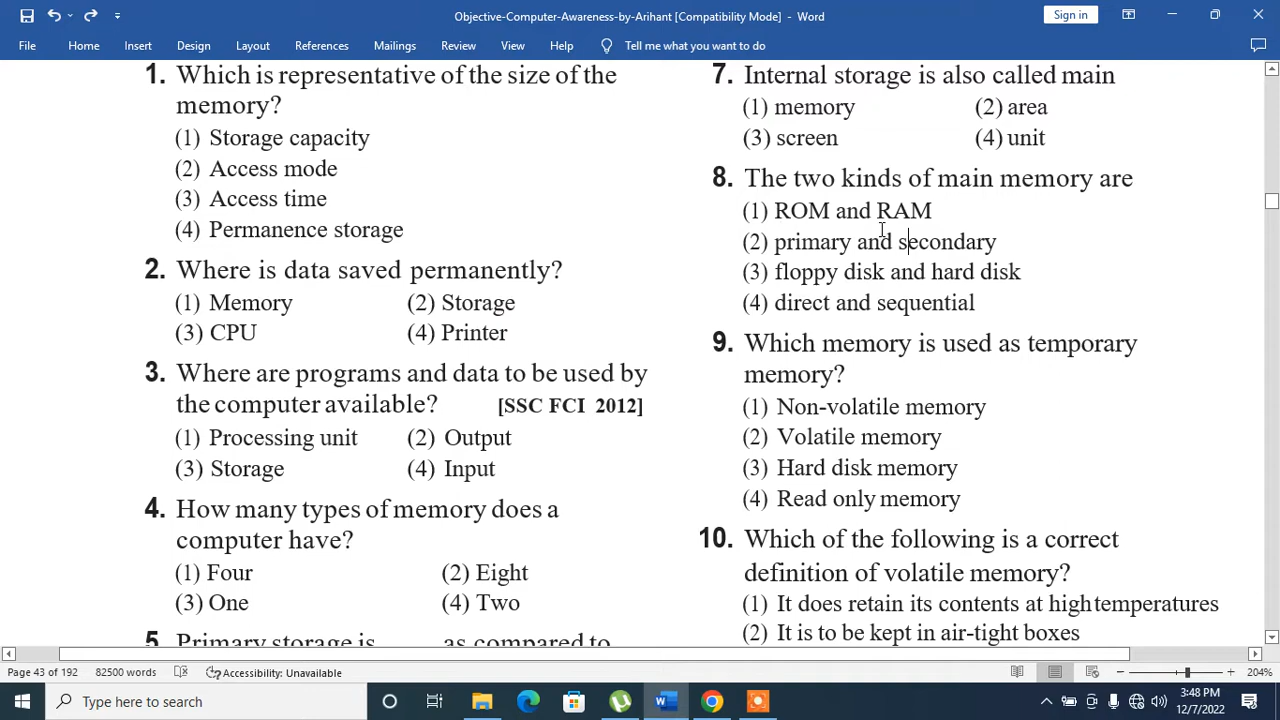 Objective-Computer-Awareness-by-Arihant [Compatibility Mode] - Word
Sign in
File Home Insert Design Layout References Mailings Review View Help Tell me what you want to do
1. Which is representative of the size of the
memory?
(1) Storage capacity
(2) Access mode
(3) Access time
(4) Permanence storage
2. Where is data saved permanently?
(1) Memory (2) Storage
(3) CPU (4) Printer
3. Where are programs and data to be used by
the computer available? [SSC FCI 2012]
(1) Processing unit (2) Output
(3) Storage (4) Input
4. How many types of memory does a
computer have?
(1) Four (2) Eight
(3) One (4) Two
5. Primary storage is as compared to
7. Internal storage is also called main
(1) memory (2) area
(3) screen (4) unit
8. The two kinds of main memory are
(1) ROM and RAM
(2) primary and secondary
(3) floppy disk and hard disk
(4) direct and sequential
9. Which memory is used as temporary
memory?
(1) Non-volatile memory
(2) Volatile memory
(3) Hard disk memory
(4) Read only memory
10. Which of the following is a correct
definition of volatile memory?
(1) It does retain its contents at high temperatures
(2) It is to be kept in air-tight boxes
Page 43 of 192 82500 words Accessibility: Unavailable 204%
Type here to search
3:48 PM
12/7/2022